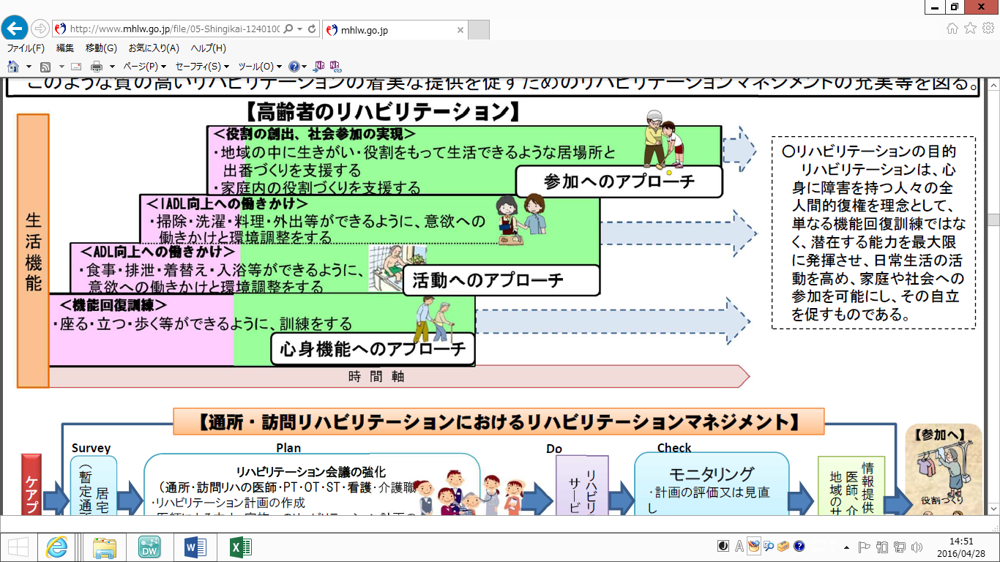 http://www.mhlw.go.jp/file/05-Shingikai-1240100
mhlw.go.jp
ファイル(F) 編集 移動(G) お気に入り(A) ヘルプ(H)
ページ(P) セーフティ(S) ツール(O)
このような質の高いリハビリテーションの着実な提供を促すためのリハビリテーションマネジメントの充実等を図る。
【高齢者のリハビリテーション】
生活機能
＜役割の創出、社会参加の実現＞
・地域の中に生きがい・役割をもって生活できるような居場所と
出番づくりを支援する
・家庭内の役割づくりを支援する
参加へのアプローチ
＜IADL向上への働きかけ＞
・掃除・洗濯・料理・外出等ができるように、意欲への
働きかけと環境調整をする
＜ADL向上への働きかけ＞
・食事・排泄・着替え・入浴等ができるように、
意欲への働きかけと環境調整をする
活動へのアプローチ
＜機能回復訓練＞
・座る・立つ・歩く等ができるように、訓練をする
心身機能へのアプローチ
時 間 軸
○リハビリテーションの目的
リハビリテーションは、心
身に障害を持つ人々の全
人間的復権を理念として、
単なる機能回復訓練ではな
く、潜在する能力を最大限
に発揮させ、日常生活の活
動を高め、家庭や社会への
参加を可能にし、その自立
を促すものである。
【通所・訪問リハビリテーションにおけるリハビリテーションマネジメント】
ケアプ
Survey
居宅
（暫定通所
Plan
リハビリテーション会議の強化
（通所・訪問リハの医師・PT・OT・ST・看護・介護職
・リハビリテーション計画の作成
Do
リハビリ
サービ
Check
モニタリング
・計画の評価又は見直
し
情報提供
医師、介
地域のサ
【参加へ】
役割づくり
14:51
2016/04/28